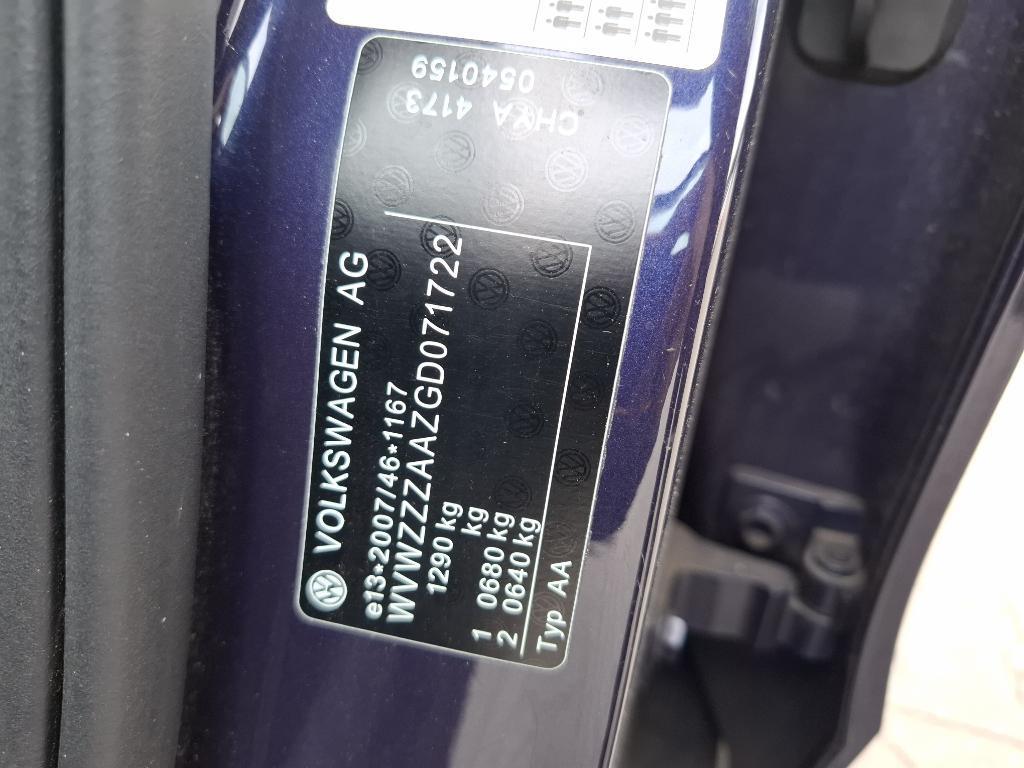 VOLKSWAGEN AG
e13*2007/46*1167
WVWZZZAAZGD071722
1290 kg
kg
1 0680 kg
2 0640 kg
Typ AA
0540159
4173
CHYA